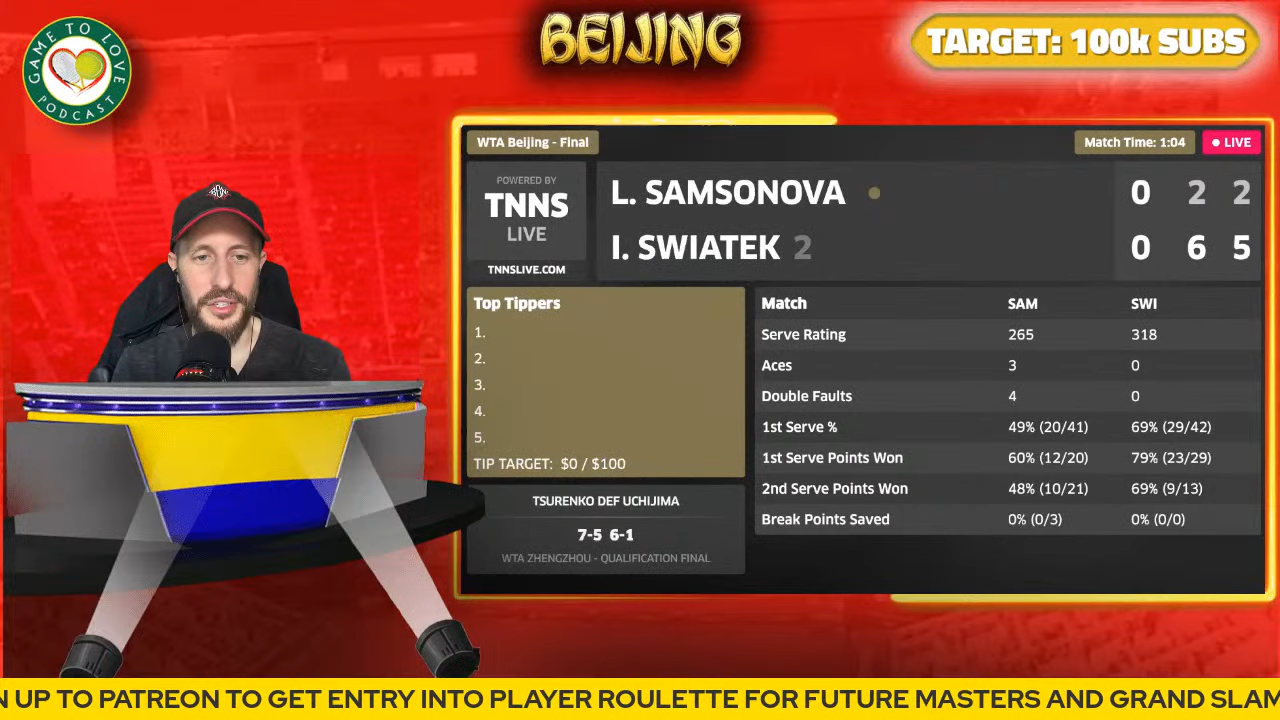 GAME TO LOVE
PODCAST
BEIJING
TARGET: 100k SUBS
WTA Beijing - Final
Match Time: 1:04
LIVE
POWERED BY
TNNS
LIVE
TNNSLIVE.COM
L. SAMSONOVA 0 2 2
I. SWIATEK 2 0 6 5
Top Tippers
1.
2.
3.
4.
5.
TIP TARGET: $0 / $100
TSURENKO DEF UCHIJIMA
7-5 6-1
WTA ZHENGZHOU - QUALIFICATION FINAL
Match SAM SWI
Serve Rating 265 318
Aces 3 0
Double Faults 4 0
1st Serve % 49% (20/41) 69% (29/42)
1st Serve Points Won 60% (12/20) 79% (23/29)
2nd Serve Points Won 48% (10/21) 69% (9/13)
Break Points Saved 0% (0/3) 0% (0/0)
N UP TO PATREON TO GET ENTRY INTO PLAYER ROULETTE FOR FUTURE MASTERS AND GRAND SLAM